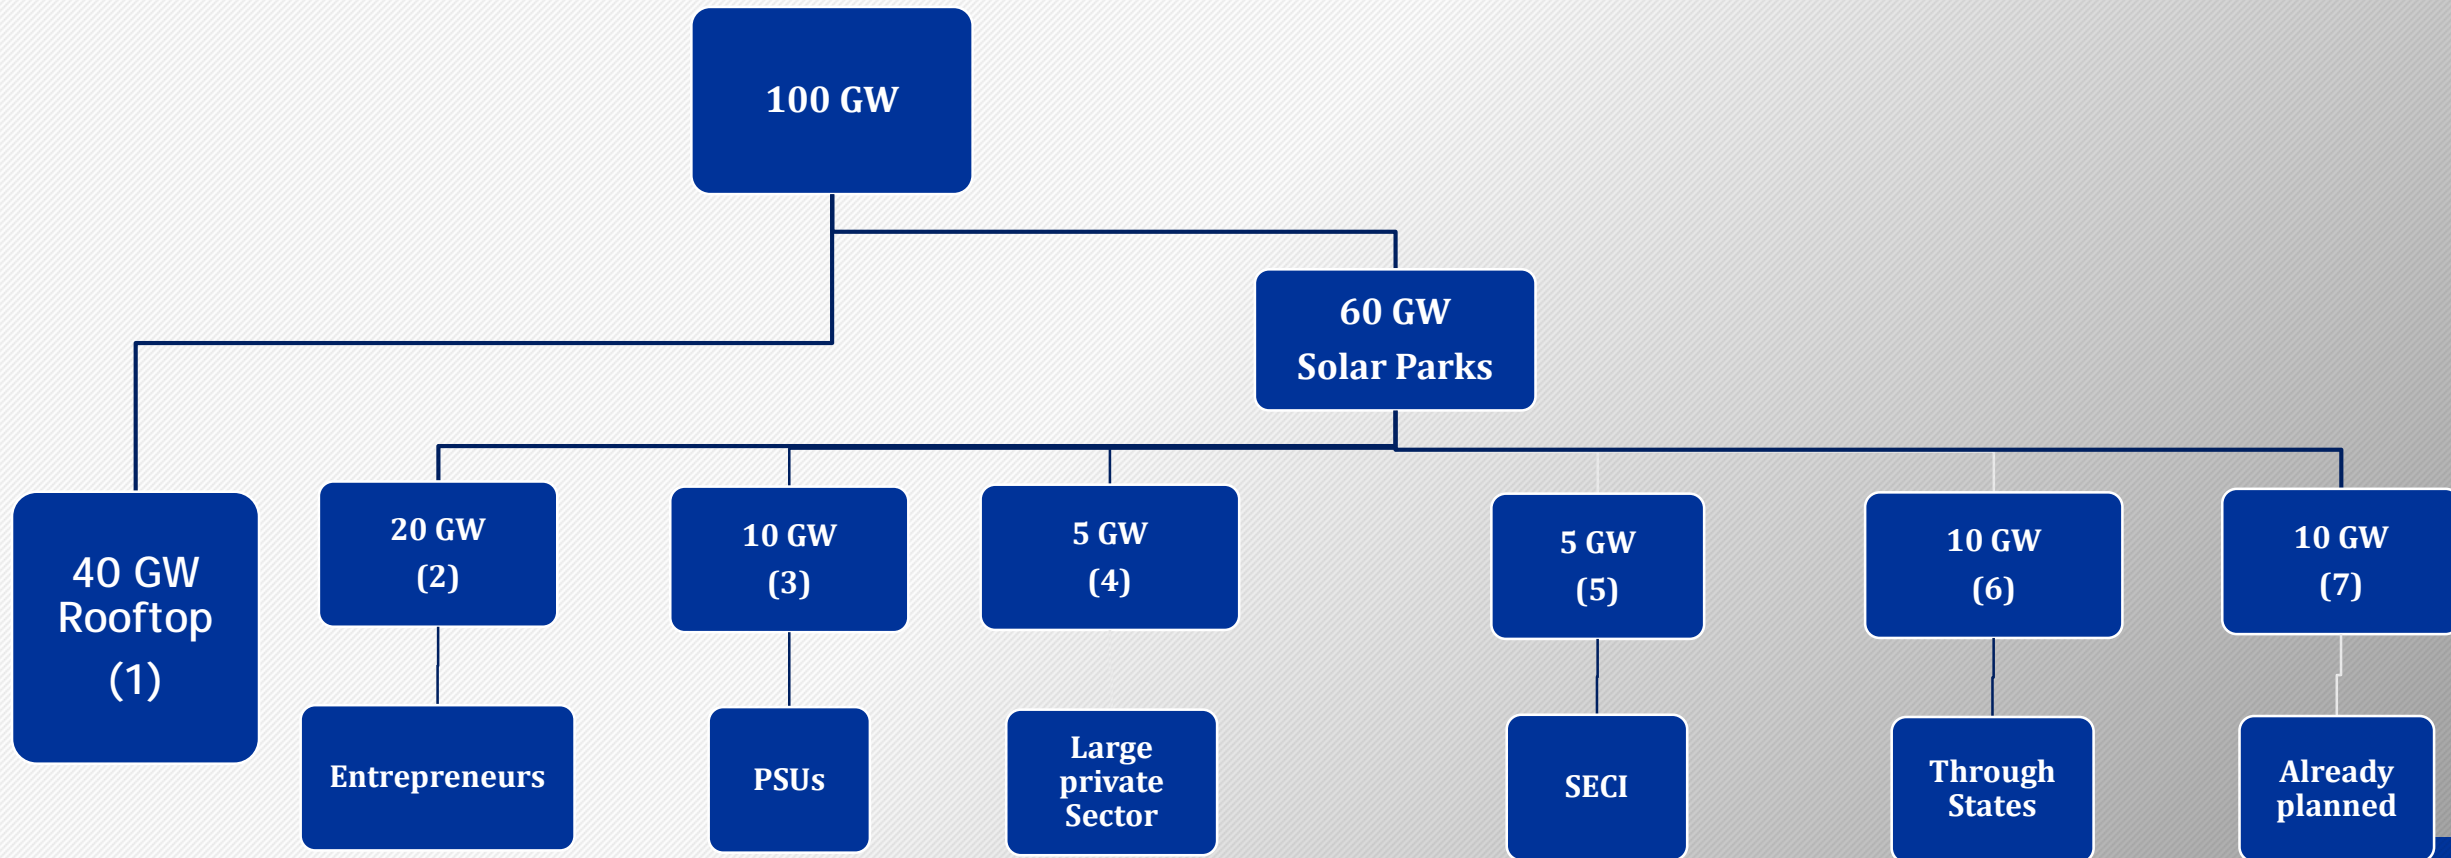 100 GW
60 GW
Solar Parks
40 GW
Rooftop
(1)
20 GW
(2)
10 GW
(3)
5 GW
(4)
5 GW
(5)
10 GW
(6)
10 GW
(7)
Entrepreneurs
PSUs
Large
private
Sector
SECI
Through
States
Already
planned